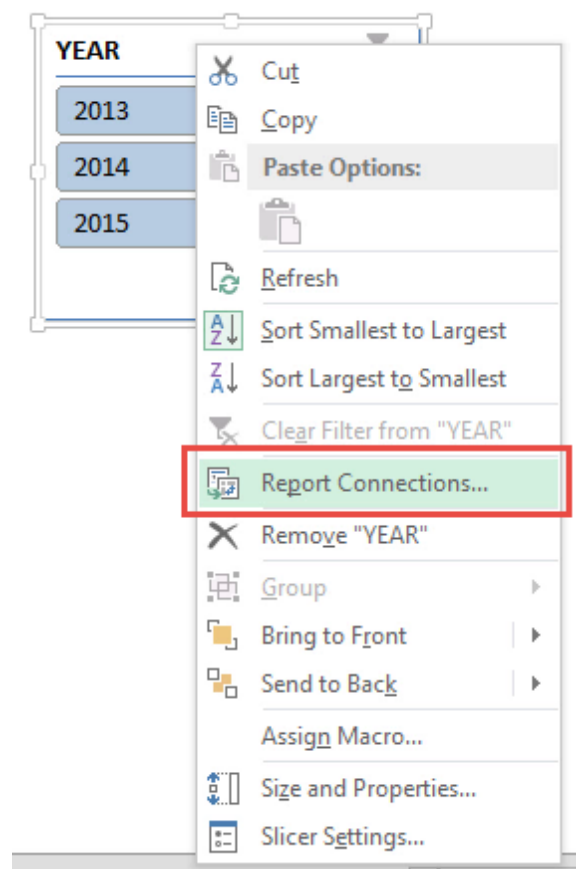 YEAR
2013
2014
2015
Cut
Copy
Paste Options:
Refresh
A
Z
Sort Smallest to Largest
Z
A
Sort Largest to Smallest
Clear Filter from "YEAR"
Report Connections...
Remove "YEAR"
Group
Bring to Front
Send to Back
Assign Macro...
Size and Properties...
Slicer Settings...